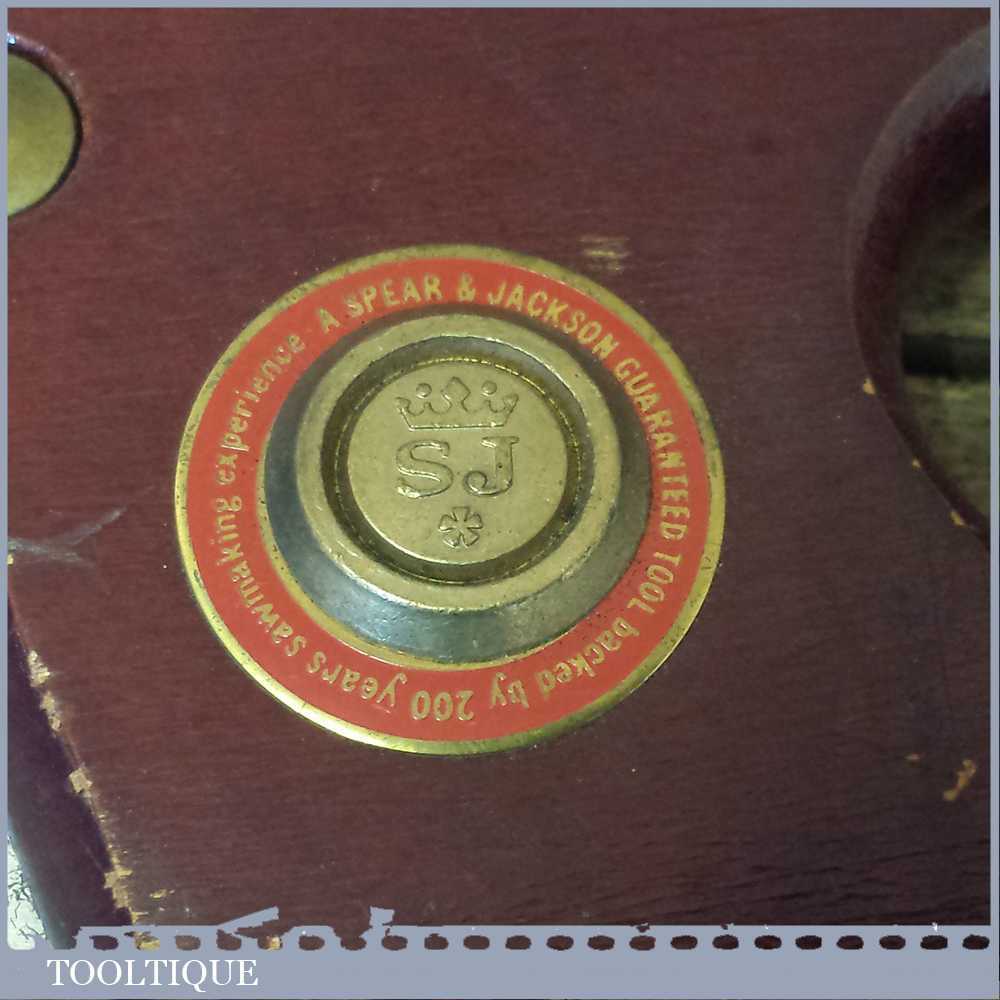 A SPEAR & JACKSON GUARANTEED TOOL backed by 200 years sawmaking experience
SJ
TOOLTIQUE